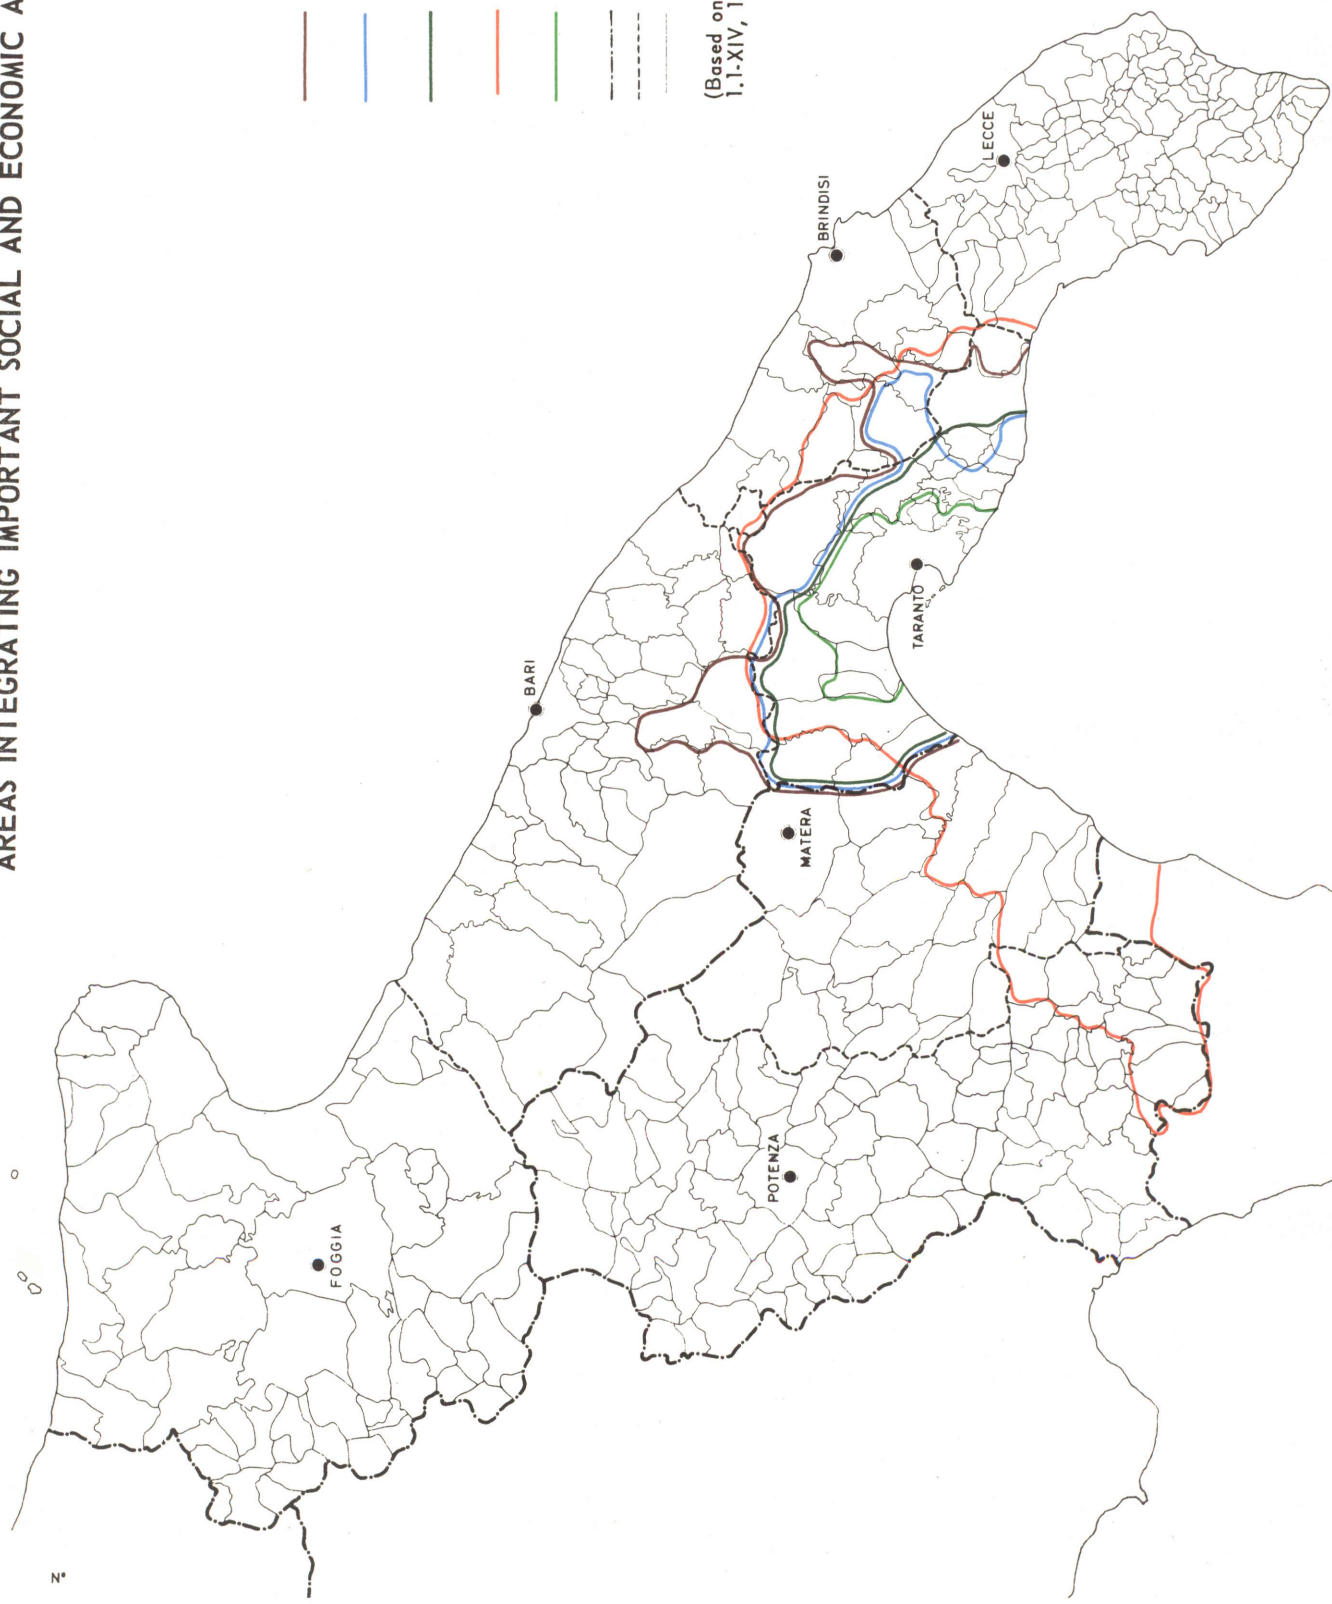 AREAS INTEGRATING IMPORTANT SOCIAL AND ECONOMIC A
(Based on
1.1-XIV, 1
LECCE
BRINDISI
TARANTO
BARI
MATERA
POTENZA
FOGGIA
N°